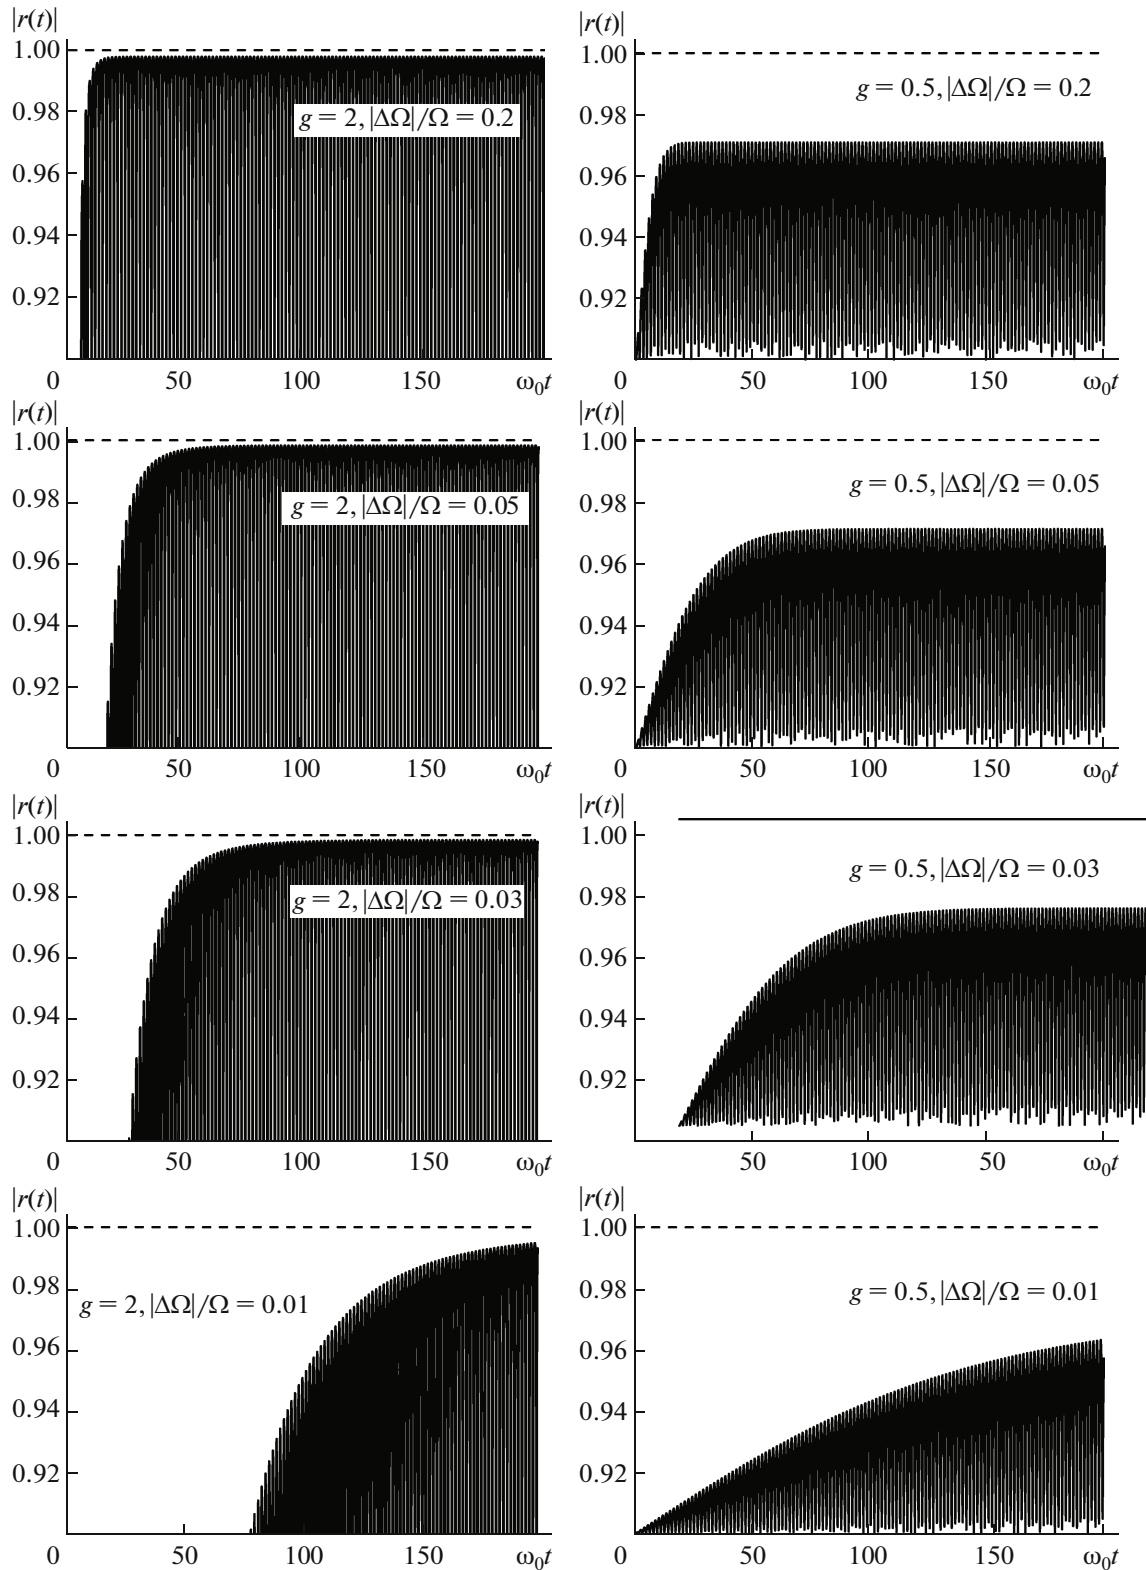 |r(t)|
1.00
0.98
0.96
0.94
0.92
g = 2, |ΔΩ|/Ω = 0.2
0 50 100 150 ω₀t
|r(t)|
1.00
0.98
0.96
0.94
0.92
g = 0.5, |ΔΩ|/Ω = 0.2
0 50 100 150 ω₀t
|r(t)|
1.00
0.98
0.96
0.94
0.92
g = 2, |ΔΩ|/Ω = 0.05
0 50 100 150 ω₀t
|r(t)|
1.00
0.98
0.96
0.94
0.92
g = 0.5, |ΔΩ|/Ω = 0.05
0 50 100 150 ω₀t
|r(t)|
1.00
0.98
0.96
0.94
0.92
g = 2, |ΔΩ|/Ω = 0.03
0 50 100 150 ω₀t
|r(t)|
1.00
0.98
0.96
0.94
0.92
g = 0.5, |ΔΩ|/Ω = 0.03
0 50 100 50 ω₀t
|r(t)|
1.00
0.98
0.96
0.94
0.92
g = 2, |ΔΩ|/Ω = 0.01
0 50 100 150 ω₀t
|r(t)|
1.00
0.98
0.96
0.94
0.92
g = 0.5, |ΔΩ|/Ω = 0.01
0 50 100 150 ω₀t